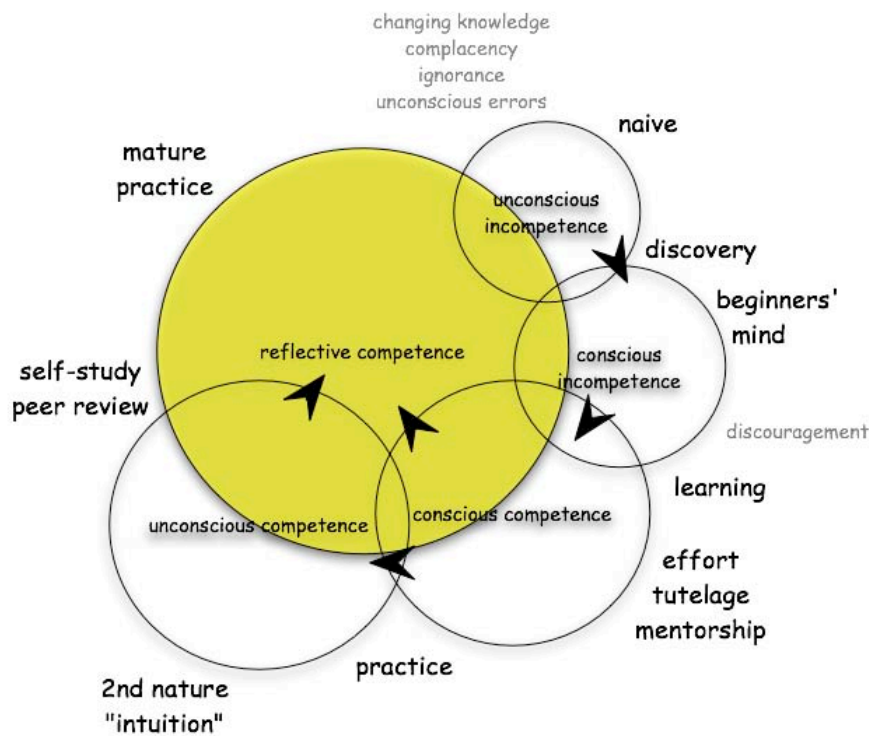 changing knowledge
complacency
ignorance
unconscious errors
naive
mature
practice
unconscious
incompetence
discovery
beginners'
mind
reflective competence
conscious
incompetence
self-study
peer review
discouragement
learning
unconscious competence
conscious competence
effort
tutelage
mentorship
practice
2nd nature
"intuition"